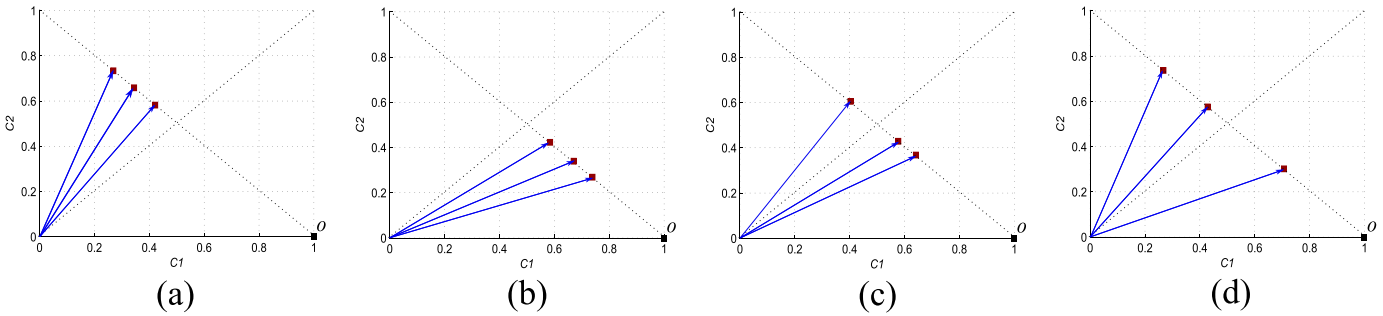 1 1 1 1
0.8 0.8 0.8 0.8
0.6 0.6 0.6 0.6
C2 C2 C2 C2
0.4 0.4 0.4 0.4
0.2 0.2 0.2 0.2
o o o o
0 0 0 0
0 0.2 0.4 0.6 0.8 1 0 0.2 0.4 0.6 0.8 1 0 0.2 0.4 0.6 0.8 1 0 0.2 0.4 0.6 0.8 1
C1 C1 C1 C1
(a) (b) (c) (d)